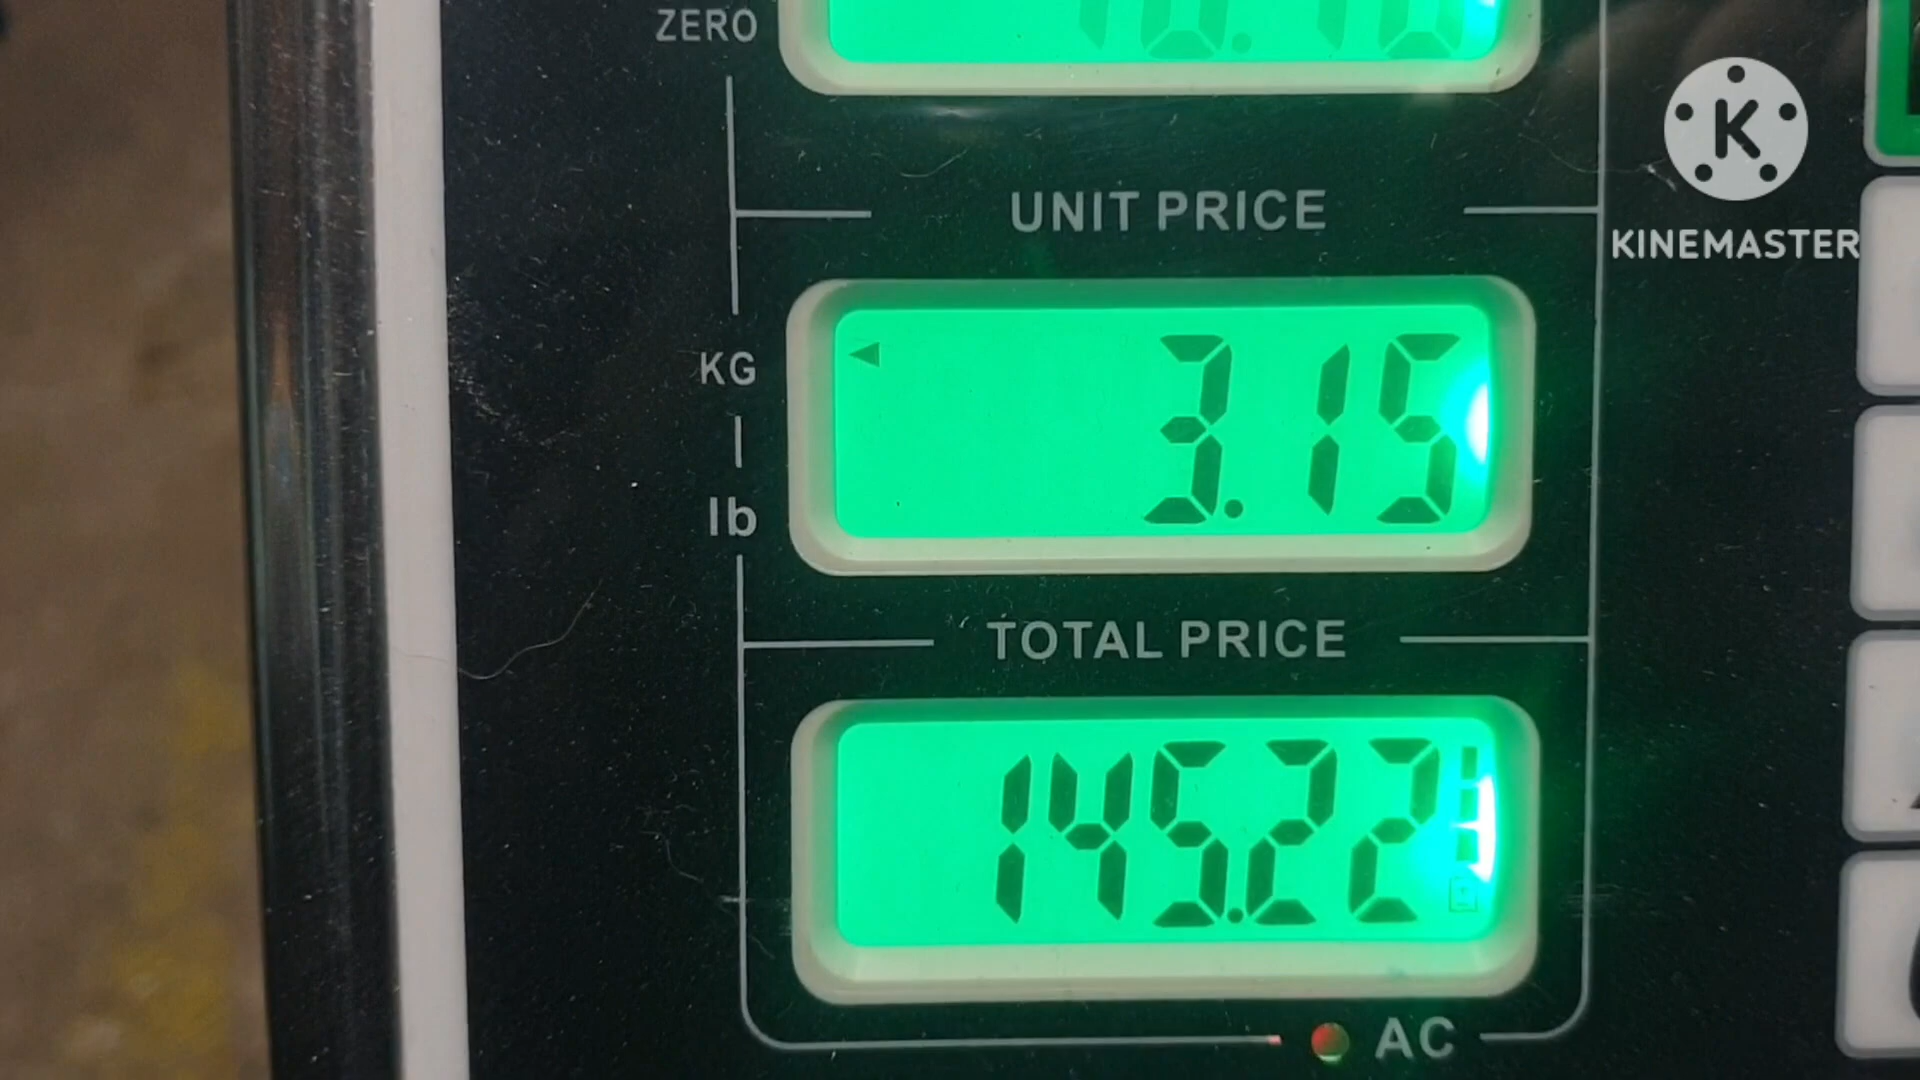 ZERO
UNIT PRICE
KG
3.15
lb
TOTAL PRICE
145.22
AC
K
KINEMASTER